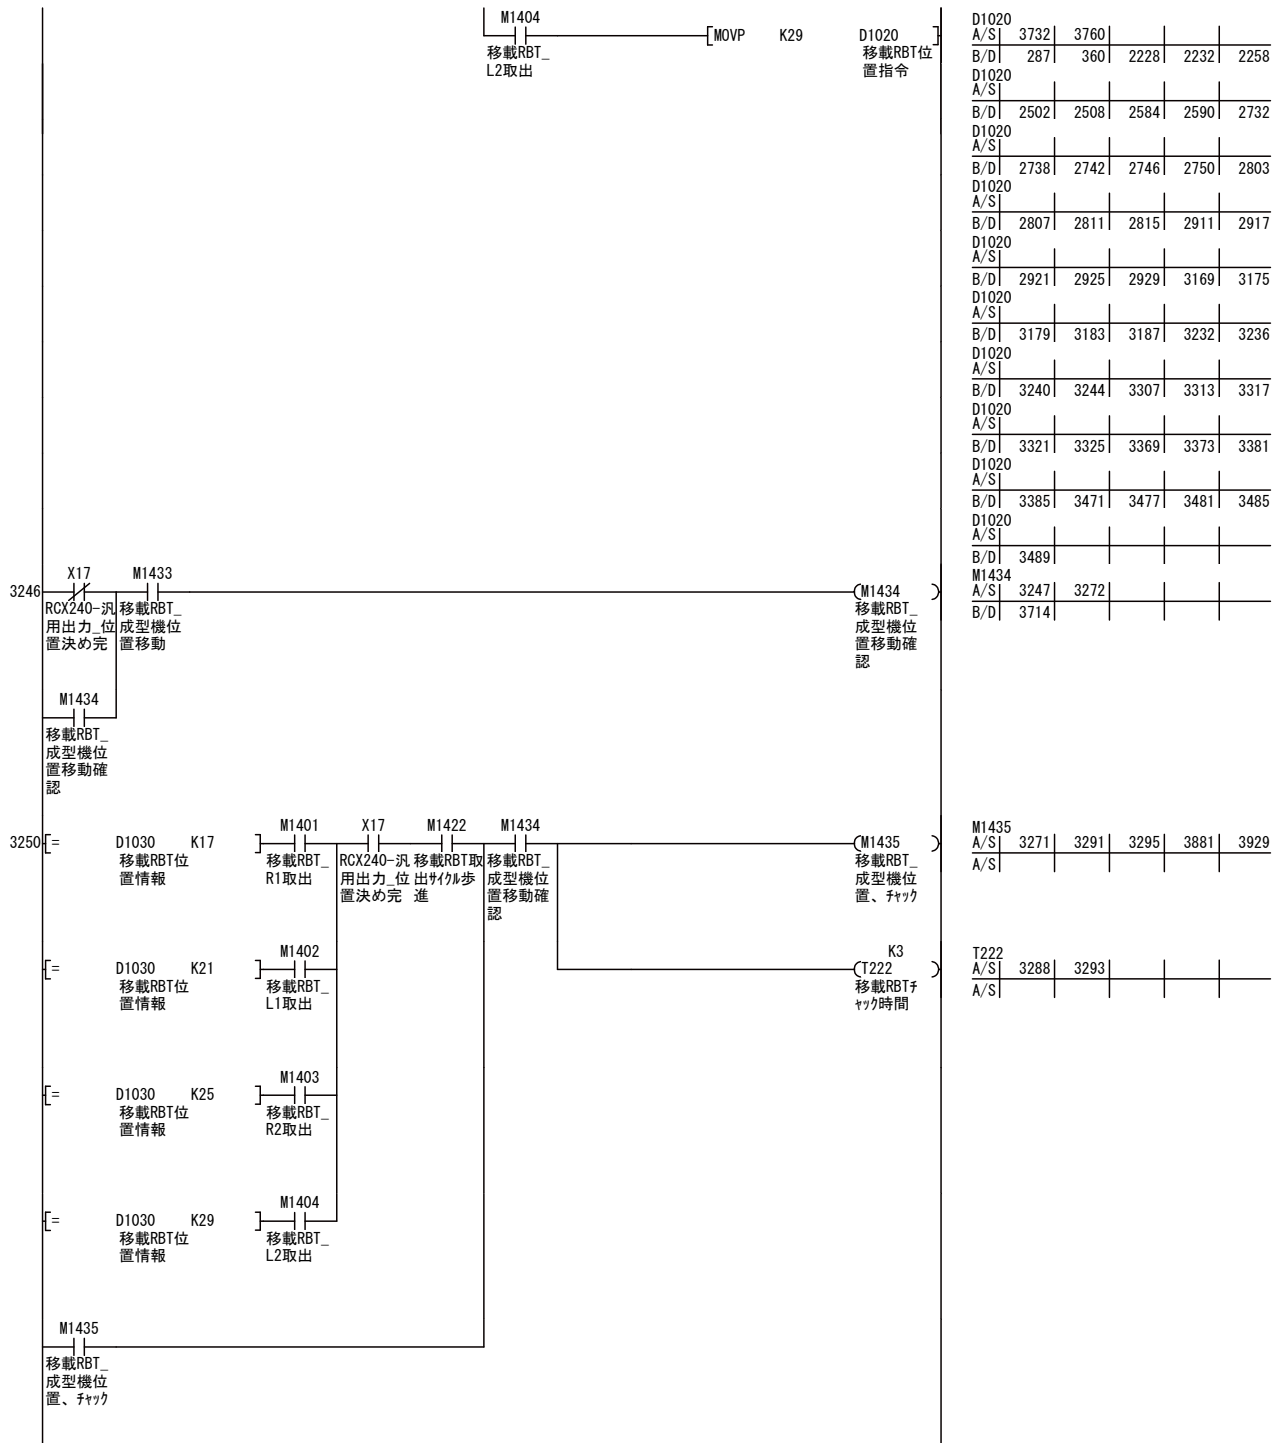 M1404
[MOVP K29 D1020 ]
移載RBT_
L2取出
移載RBT位
置指令
D1020
A/S 3732 3760
B/D 287 360 2228 2232 2258
D1020
A/S
B/D 2502 2508 2584 2590 2732
D1020
A/S
B/D 2738 2742 2746 2750 2803
D1020
A/S
B/D 2807 2811 2815 2911 2917
D1020
A/S
B/D 2921 2925 2929 3169 3175
D1020
A/S
B/D 3179 3183 3187 3232 3236
D1020
A/S
B/D 3240 3244 3307 3313 3317
D1020
A/S
B/D 3321 3325 3369 3373 3381
D1020
A/S
B/D 3385 3471 3477 3481 3485
D1020
A/S
B/D 3489
3246
X17
RCX240-汎
用出力_位
置決め完
M1433
移載RBT_
成型機位
置移動
(M1434 )
移載RBT_
成型機位
置移動確
認
M1434
A/S 3247 3272
B/D 3714
M1434
移載RBT_
成型機位
置移動確
認
3250
[= D1030 K17 ]
移載RBT位
置情報
M1401
移載RBT_
R1取出
X17
RCX240-汎
用出力_位
置決め完
M1422
移載RBT取
出ｻｲｸﾙ歩
進
M1434
移載RBT_
成型機位
置移動確
認
(M1435 )
移載RBT_
成型機位
置、ﾁｬｯｸ
M1435
A/S 3271 3291 3295 3881 3929
A/S
[= D1030 K21 ]
移載RBT位
置情報
M1402
移載RBT_
L1取出
K3
(T222 )
移載RBTﾁ
ｬｯｸ時間
T222
A/S 3288 3293
A/S
[= D1030 K25 ]
移載RBT位
置情報
M1403
移載RBT_
R2取出
[= D1030 K29 ]
移載RBT位
置情報
M1404
移載RBT_
L2取出
M1435
移載RBT_
成型機位
置、ﾁｬｯｸ